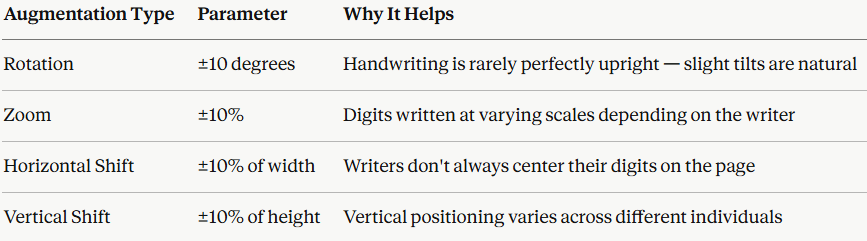 Augmentation Type Parameter Why It Helps
Rotation ±10 degrees Handwriting is rarely perfectly upright — slight tilts are natural
Zoom ±10% Digits written at varying scales depending on the writer
Horizontal Shift ±10% of width Writers don't always center their digits on the page
Vertical Shift ±10% of height Vertical positioning varies across different individuals